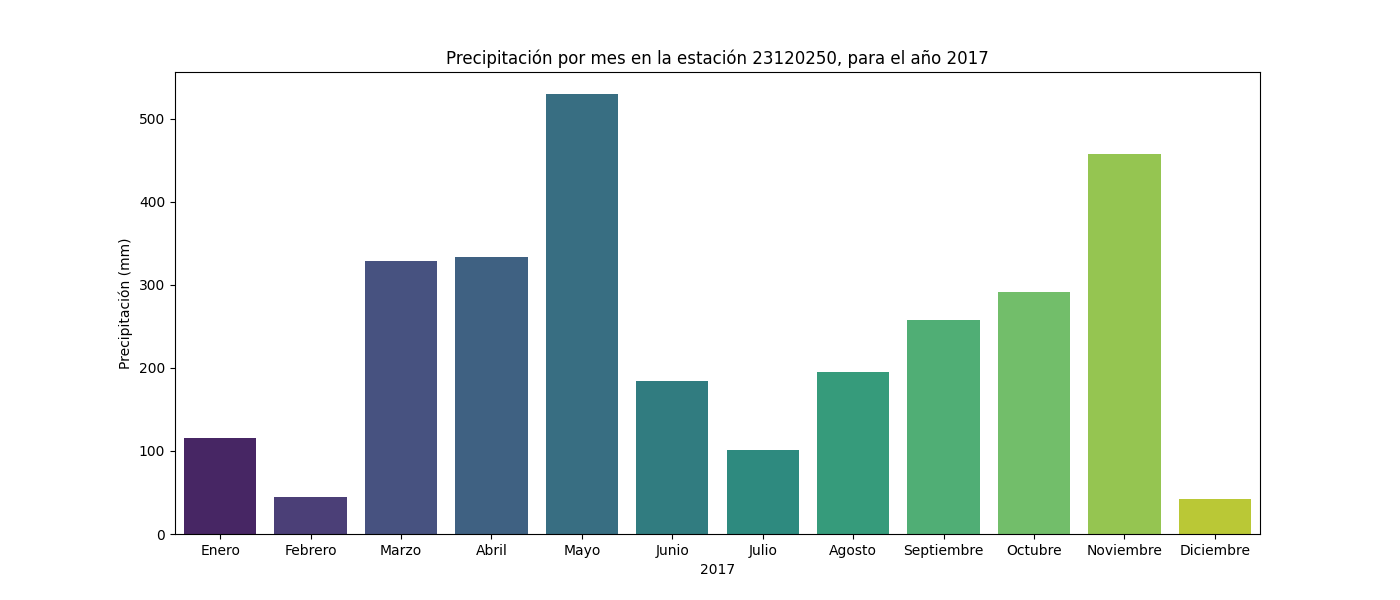 Precipitación por mes en la estación 23120250, para el año 2017
Precipitación (mm)
500
400
300
200
100
0
Enero Febrero Marzo Abril Mayo Junio Julio Agosto Septiembre Octubre Noviembre Diciembre
2017